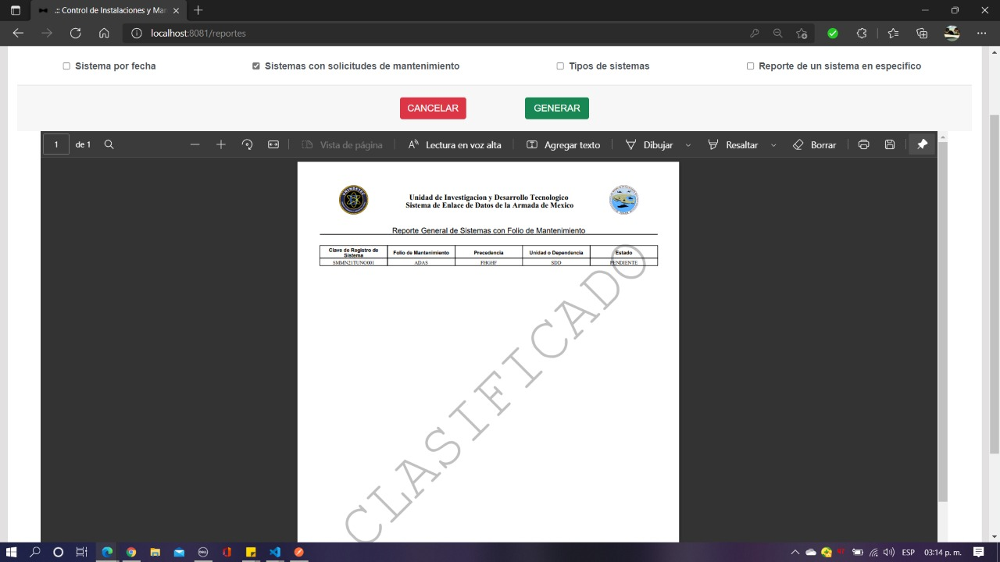 .:: Control de Instalaciones y Mar
localhost:8081/reportes
Sistema por fecha
Sistemas con solicitudes de mantenimiento
Tipos de sistemas
Reporte de un sistema en especifico
CANCELAR
GENERAR
1 de 1
Vista de página
Lectura en voz alta
Agregar texto
Dibujar
Resaltar
Borrar
UNINDETEC
Unidad de Investigacion y Desarrollo Tecnologico
Sistema de Enlace de Datos de la Armada de Mexico
Reporte General de Sistemas con Folio de Mantenimiento
Clave de Registro de
Sistema
Folio de Mantenimiento
Precedencia
Unidad o Dependencia
Estado
SMMN21TUNO001
ADAS
FHGHF
SDD
PENDIENTE
CLASIFICADO
DELL
ESP
03:14 p. m.